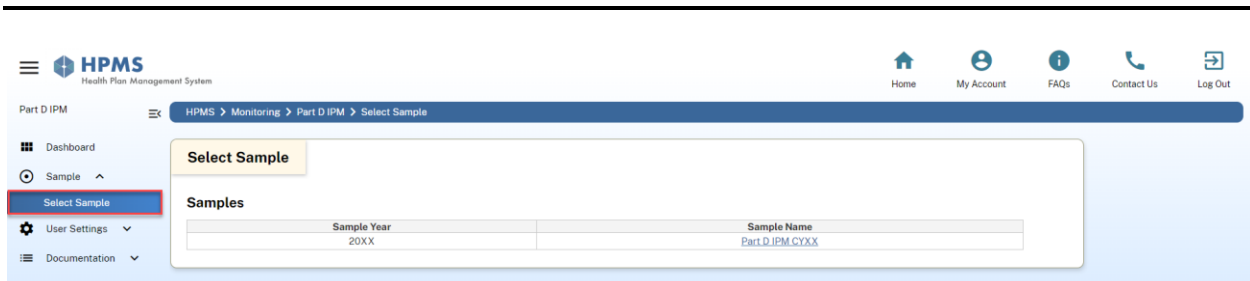 HPMS
Health Plan Management System
Home
My Account
FAQs
Contact Us
Log Out
Part D IPM
HPMS > Monitoring > Part D IPM > Select Sample
Dashboard
Sample
Select Sample
User Settings
Documentation
Select Sample
Samples
Sample Year Sample Name
20XX Part D IPM CYXX